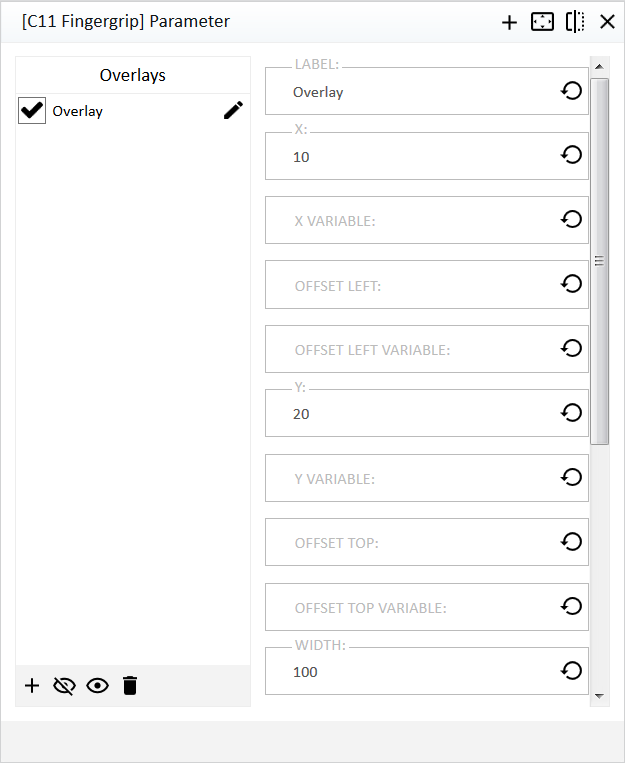 [C11 Fingergrip] Parameter
Overlays
Overlay
LABEL:
Overlay
X:
10
X VARIABLE:
OFFSET LEFT:
OFFSET LEFT VARIABLE:
Y:
20
Y VARIABLE:
OFFSET TOP:
OFFSET TOP VARIABLE:
WIDTH:
100